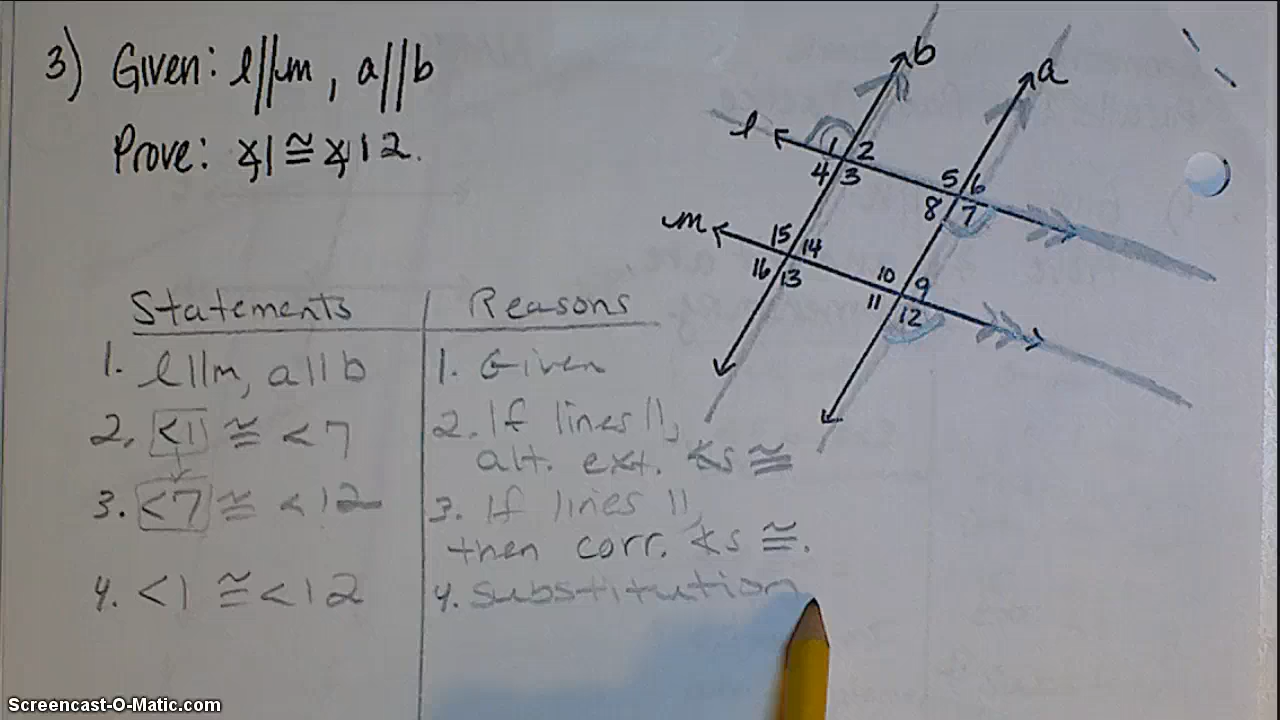 3) Given: l||m, a||b
Prove: ∡1 ≅ ∡12.
b
a
l
1 2
4 3
5 6
8 7
m
15 14
16 13
10 9
11 12
Statements | Reasons
1. l||m, a||b
1. Given
2. <1 ≅ <7
2. If lines ||,
alt. ext. ∡s ≅
3. <7 ≅ <12
3. If lines ||,
then corr. ∡s ≅.
4. <1 ≅ <12
4. substitution
Screencast-O-Matic.com